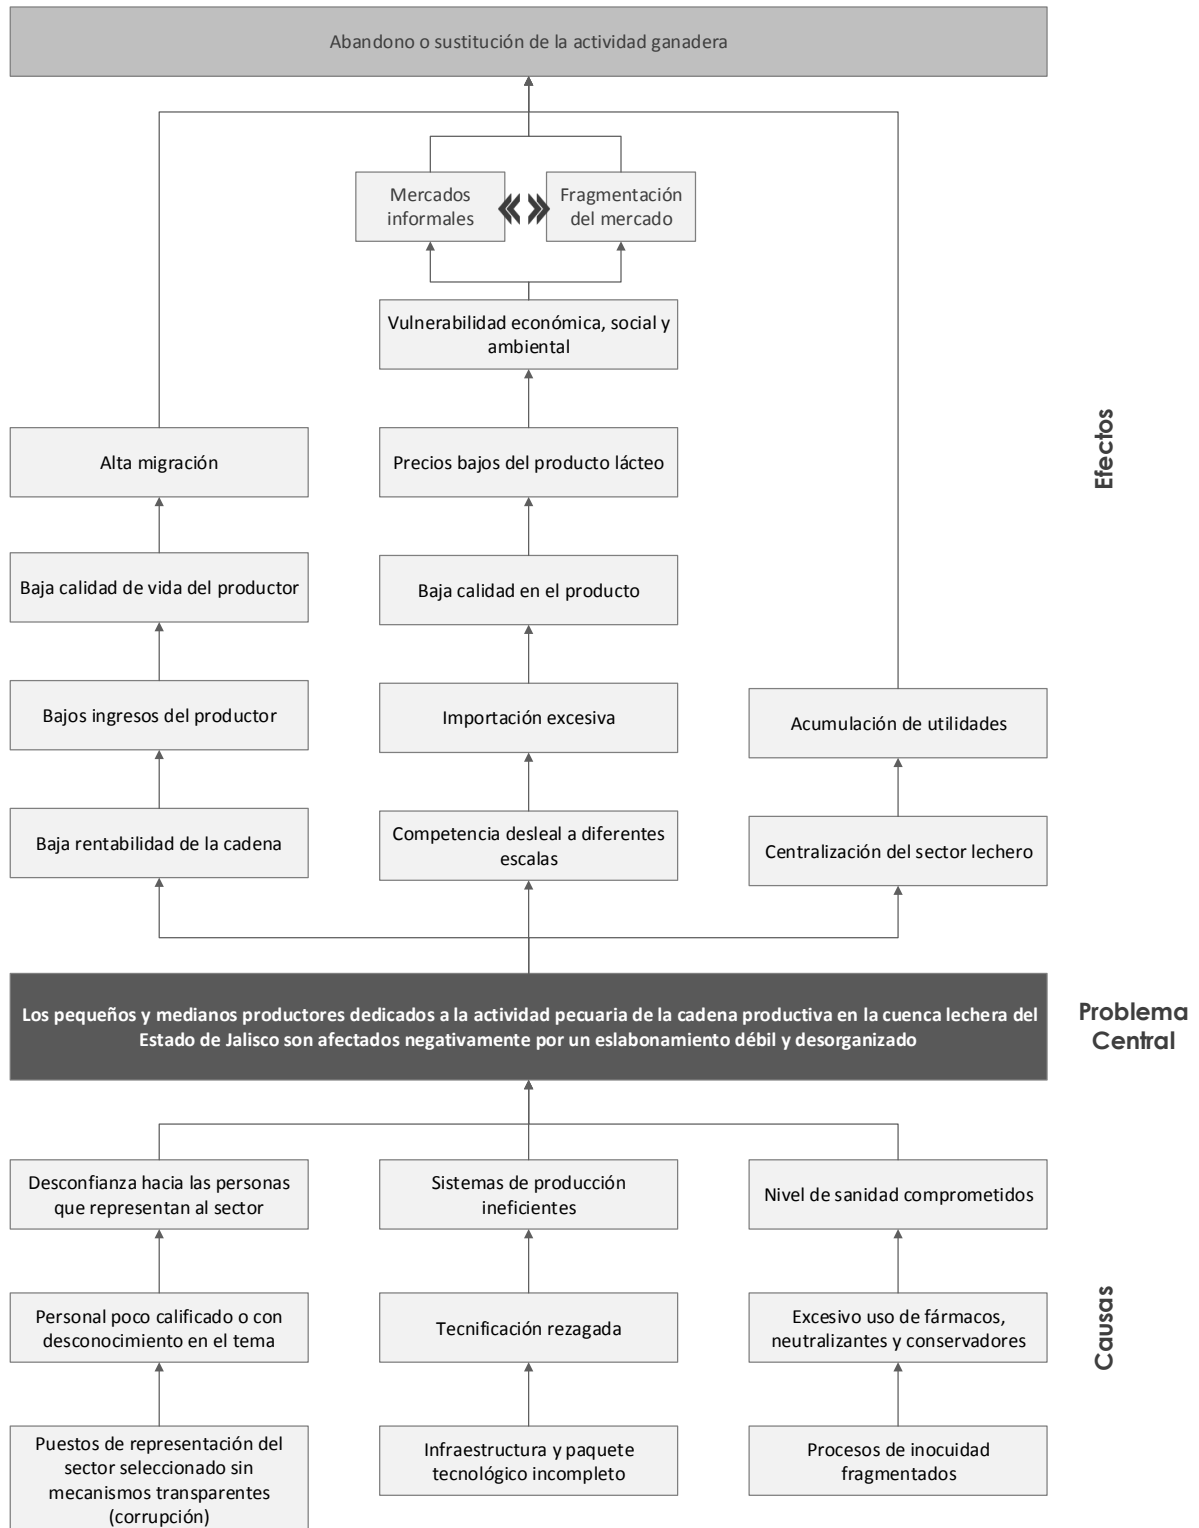 Abandono o sustitución de la actividad ganadera
Mercados
informales
Fragmentación
del mercado
Vulnerabilidad económica, social y
ambiental
Alta migración
Precios bajos del producto lácteo
Efectos
Baja calidad de vida del productor
Baja calidad en el producto
Bajos ingresos del productor
Importación excesiva
Acumulación de utilidades
Baja rentabilidad de la cadena
Competencia desleal a diferentes
escalas
Centralización del sector lechero
Los pequeños y medianos productores dedicados a la actividad pecuaria de la cadena productiva en la cuenca lechera del
Estado de Jalisco son afectados negativamente por un eslabonamiento débil y desorganizado
Problema
Central
Desconfianza hacia las personas
que representan al sector
Sistemas de producción
ineficientes
Nivel de sanidad comprometidos
Personal poco calificado o con
desconocimiento en el tema
Tecnificación rezagada
Excesivo uso de fármacos,
neutralizantes y conservadores
Causas
Puestos de representación del
sector seleccionado sin
mecanismos transparentes
(corrupción)
Infraestructura y paquete
tecnológico incompleto
Procesos de inocuidad
fragmentados